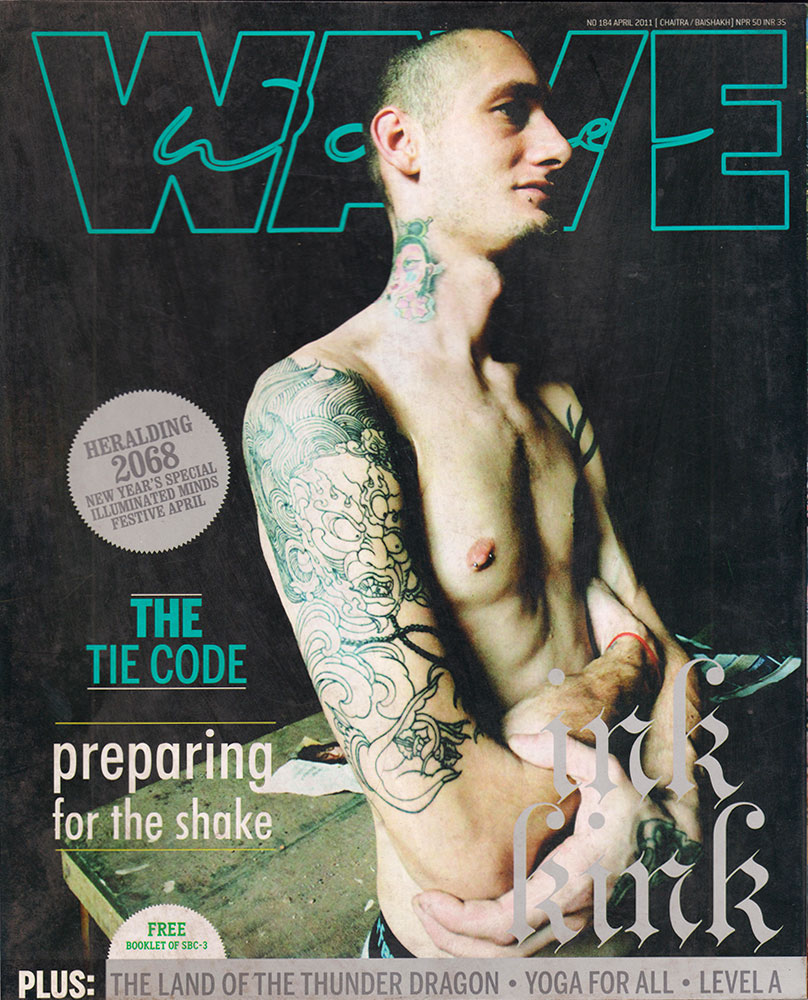 NO 184 APRIL 2011 [ CHAITRA / BAISHAKH ] NPR 50 INR 35
WAVE
wave
HERALDING
2068
NEW YEAR'S SPECIAL
ILLUMINATED MINDS
FESTIVE APRIL
THE
TIE CODE
preparing
for the shake
ink
kink
FREE
BOOKLET OF SBC-3
PLUS: THE LAND OF THE THUNDER DRAGON • YOGA FOR ALL • LEVEL A